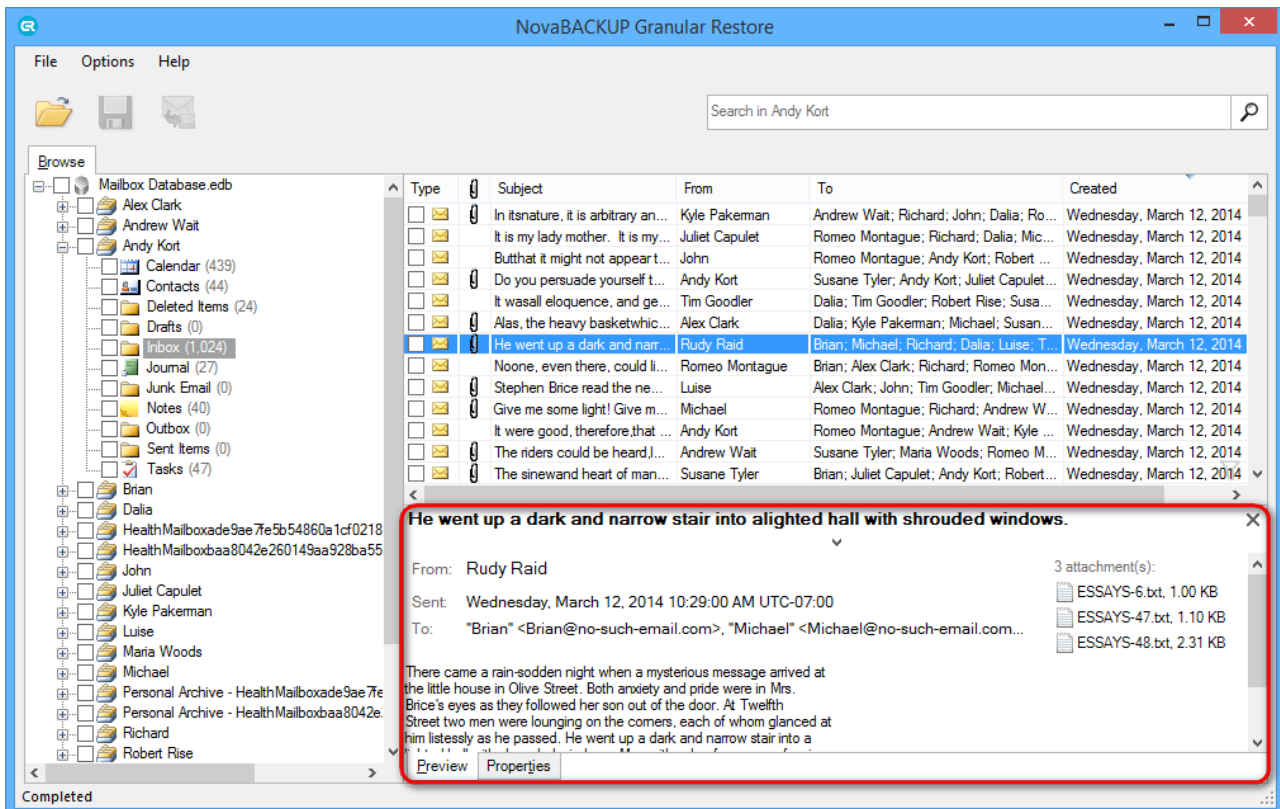 NovaBACKUP Granular Restore
File Options Help
Search in Andy Kort
Browse
Mailbox Database.edb
Alex Clark
Andrew Wait
Andy Kort
Calendar (439)
Contacts (44)
Deleted Items (24)
Drafts (0)
Inbox (1,024)
Journal (27)
Junk Email (0)
Notes (40)
Outbox (0)
Sent Items (0)
Tasks (47)
Brian
Dalia
HealthMailboxade9ae7fe5b54860a1cf0218
HealthMailboxbaa8042e260149aa928ba55
John
Juliet Capulet
Kyle Pakerman
Luise
Maria Woods
Michael
Personal Archive - HealthMailboxade9ae7fe
Personal Archive - HealthMailboxbaa8042e
Richard
Robert Rise
Type Subject From To Created
In itsnature, it is arbitrary an... Kyle Pakerman Andrew Wait; Richard; John; Dalia; Ro... Wednesday, March 12, 2014
It is my lady mother. It is my... Juliet Capulet Romeo Montague; Richard; Dalia; Mic... Wednesday, March 12, 2014
Butthat it might not appear t... John Romeo Montague; Andy Kort; Robert ... Wednesday, March 12, 2014
Do you persuade yourself t... Andy Kort Susane Tyler; Andy Kort; Juliet Capulet... Wednesday, March 12, 2014
It wasall eloquence, and ge... Tim Goodler Dalia; Tim Goodler; Robert Rise; Susa... Wednesday, March 12, 2014
Alas, the heavy basketwhic... Alex Clark Dalia; Kyle Pakerman; Michael; Susan... Wednesday, March 12, 2014
He went up a dark and narr... Rudy Raid Brian; Michael; Richard; Dalia; Luise; T... Wednesday, March 12, 2014
Noone, even there, could li... Romeo Montague Brian; Alex Clark; Richard; Romeo Mon... Wednesday, March 12, 2014
Stephen Brice read the ne... Luise Alex Clark; John; Tim Goodler; Michael... Wednesday, March 12, 2014
Give me some light! Give m... Michael Romeo Montague; Richard; Andrew W... Wednesday, March 12, 2014
It were good, therefore,that ... Andy Kort Romeo Montague; Andrew Wait; Kyle ... Wednesday, March 12, 2014
The riders could be heard,I... Andrew Wait Susane Tyler; Maria Woods; Romeo M... Wednesday, March 12, 2014
The sinewand heart of man... Susane Tyler Brian; Juliet Capulet; Andy Kort; Robert... Wednesday, March 12, 2014
He went up a dark and narrow stair into alighted hall with shrouded windows.
From: Rudy Raid
Sent: Wednesday, March 12, 2014 10:29:00 AM UTC-07:00
To: "Brian" <Brian@no-such-email.com>, "Michael" <Michael@no-such-email.com...
3 attachment(s):
ESSAYS-6.txt, 1.00 KB
ESSAYS-47.txt, 1.10 KB
ESSAYS-48.txt, 2.31 KB
There came a rain-sodden night when a mysterious message arrived at
the little house in Olive Street. Both anxiety and pride were in Mrs.
Brice's eyes as they followed her son out of the door. At Twelfth
Street two men were lounging on the corners, each of whom glanced at
him listessly as he passed. He went up a dark and narrow stair into a
Preview Properties
Completed